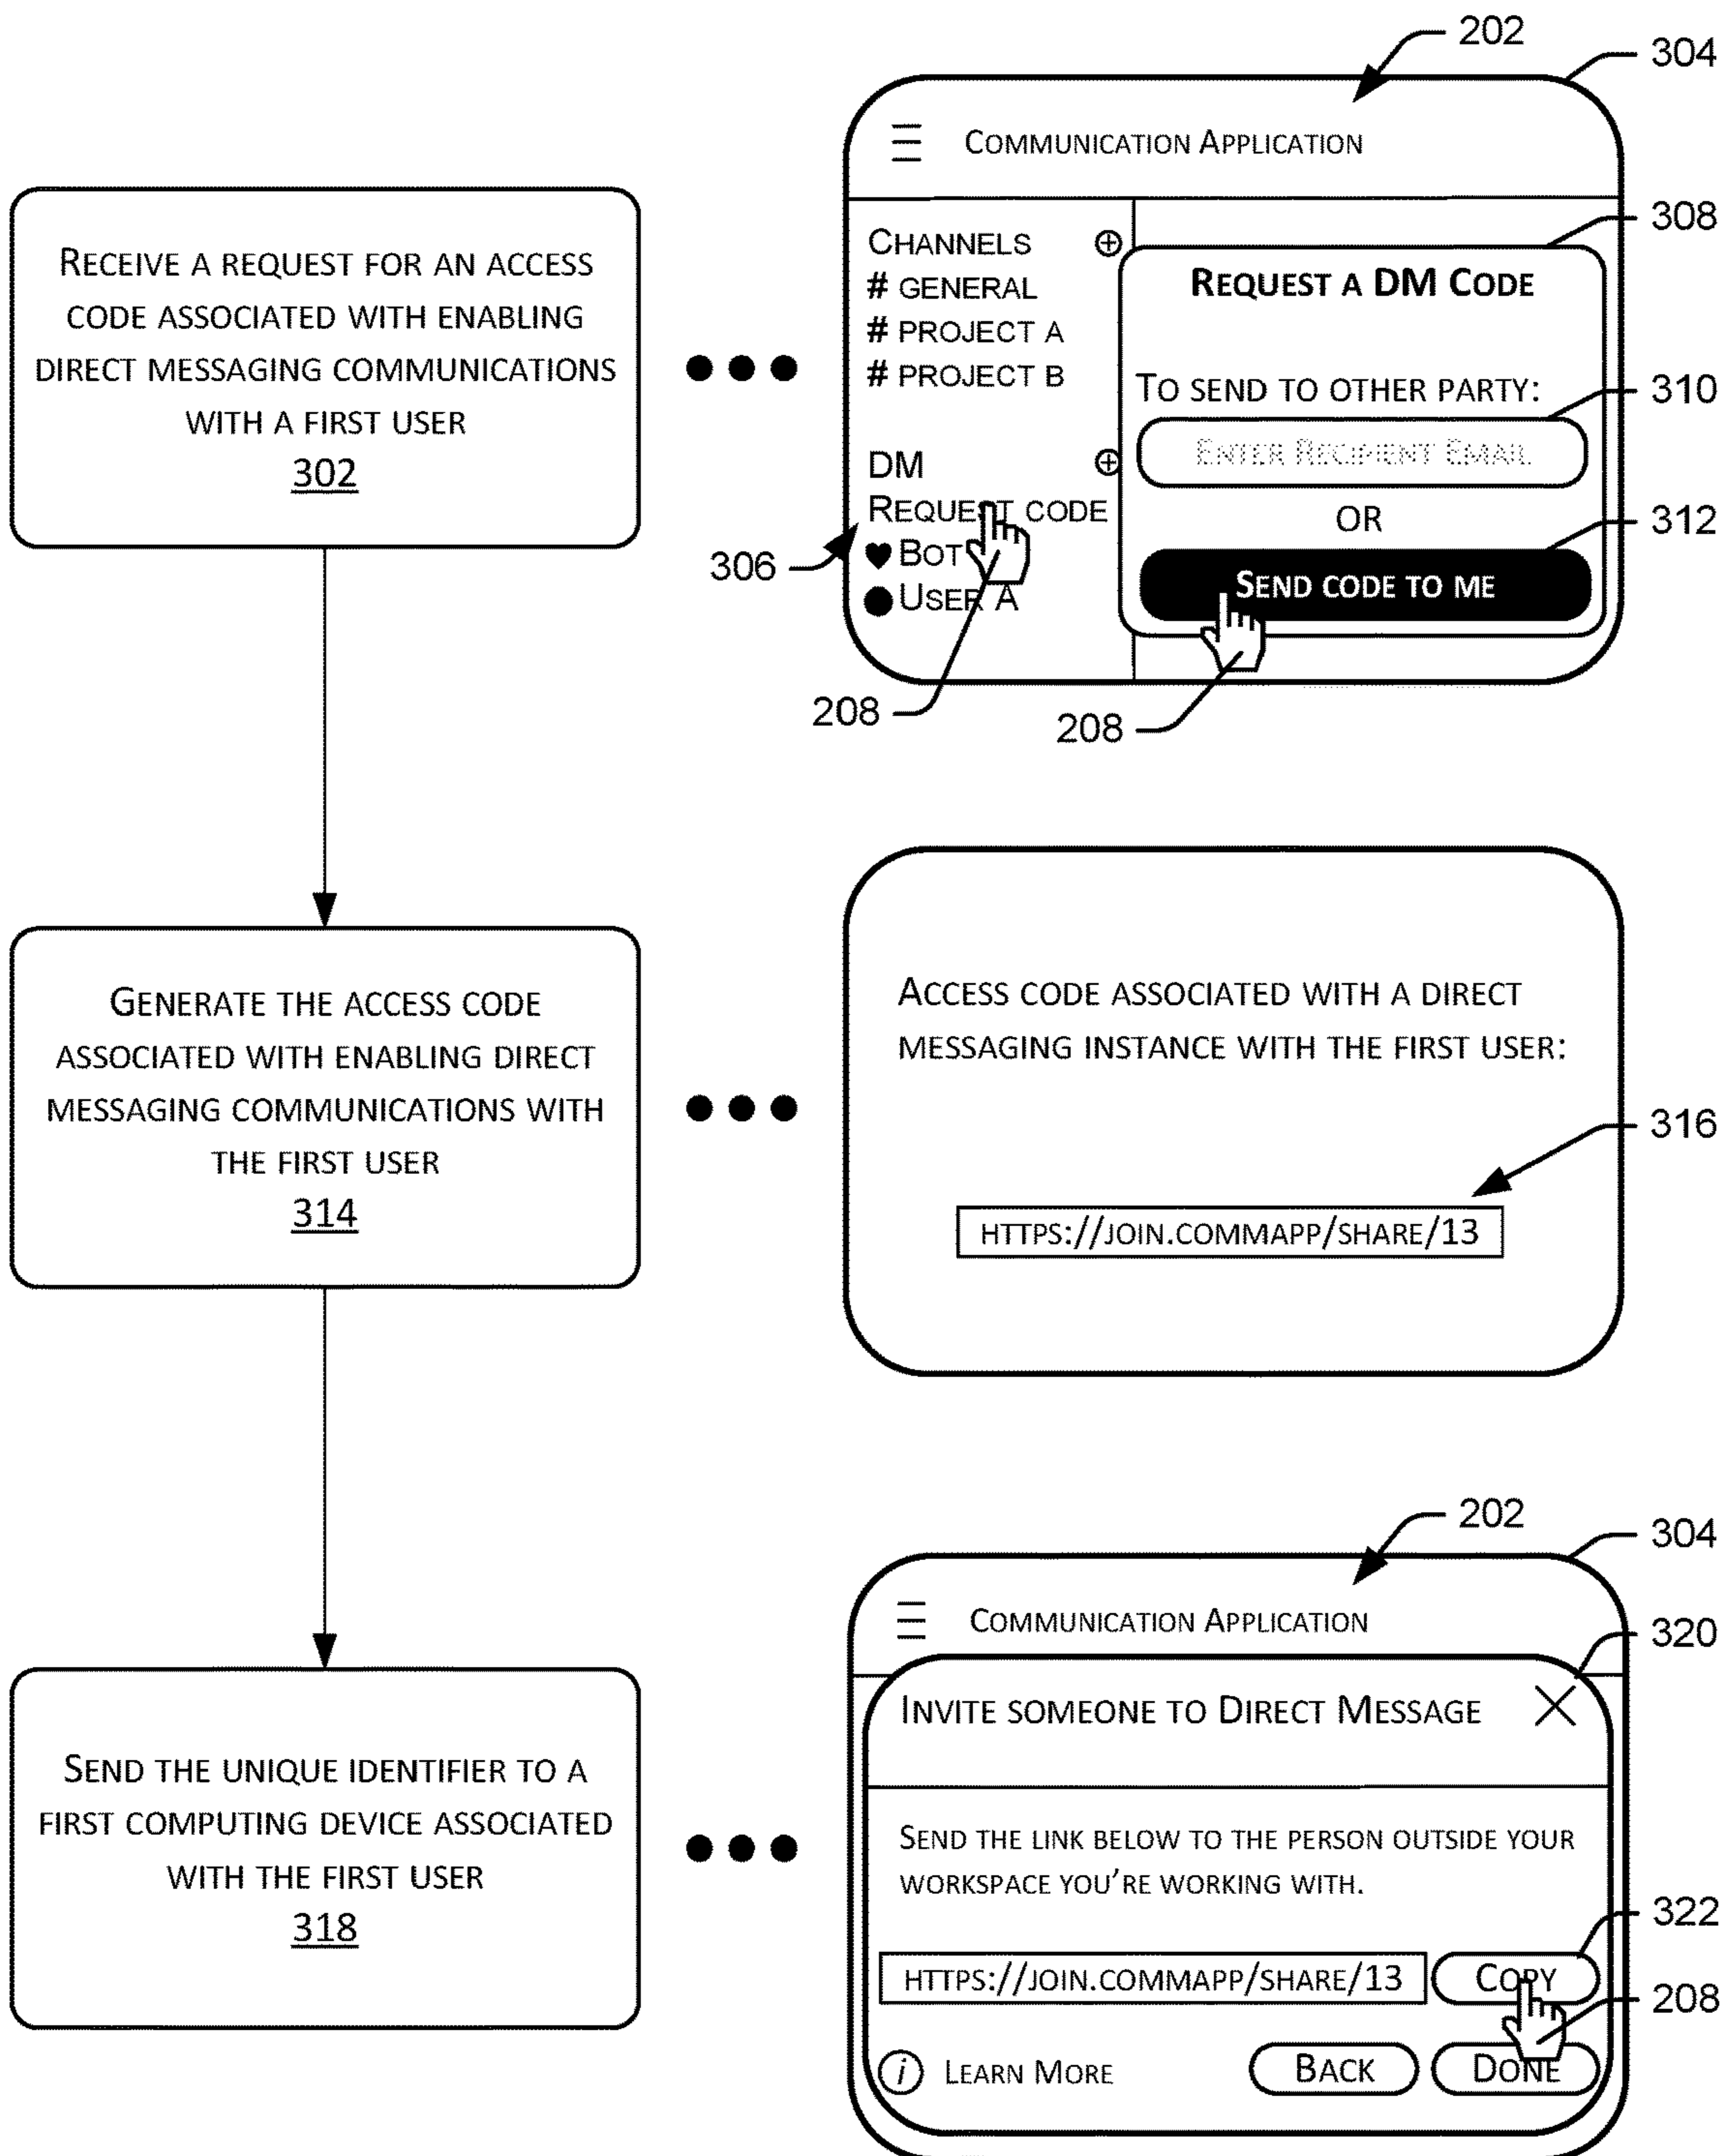 202
304
COMMUNICATION APPLICATION
RECEIVE A REQUEST FOR AN ACCESS
CODE ASSOCIATED WITH ENABLING
DIRECT MESSAGING COMMUNICATIONS
WITH A FIRST USER
302
CHANNELS
# GENERAL
# PROJECT A
# PROJECT B
DM
REQUEST CODE
BOT
USER A
306
308
REQUEST A DM CODE
TO SEND TO OTHER PARTY:
310
ENTER RECIPIENT EMAIL
OR
312
SEND CODE TO ME
208
208
GENERATE THE ACCESS CODE
ASSOCIATED WITH ENABLING DIRECT
MESSAGING COMMUNICATIONS WITH
THE FIRST USER
314
ACCESS CODE ASSOCIATED WITH A DIRECT
MESSAGING INSTANCE WITH THE FIRST USER:
316
HTTPS://JOIN.COMMAPP/SHARE/13
SEND THE UNIQUE IDENTIFIER TO A
FIRST COMPUTING DEVICE ASSOCIATED
WITH THE FIRST USER
318
202
304
COMMUNICATION APPLICATION
320
INVITE SOMEONE TO DIRECT MESSAGE
SEND THE LINK BELOW TO THE PERSON OUTSIDE YOUR
WORKSPACE YOU'RE WORKING WITH.
322
HTTPS://JOIN.COMMAPP/SHARE/13
COPY
208
i LEARN MORE
BACK
DONE